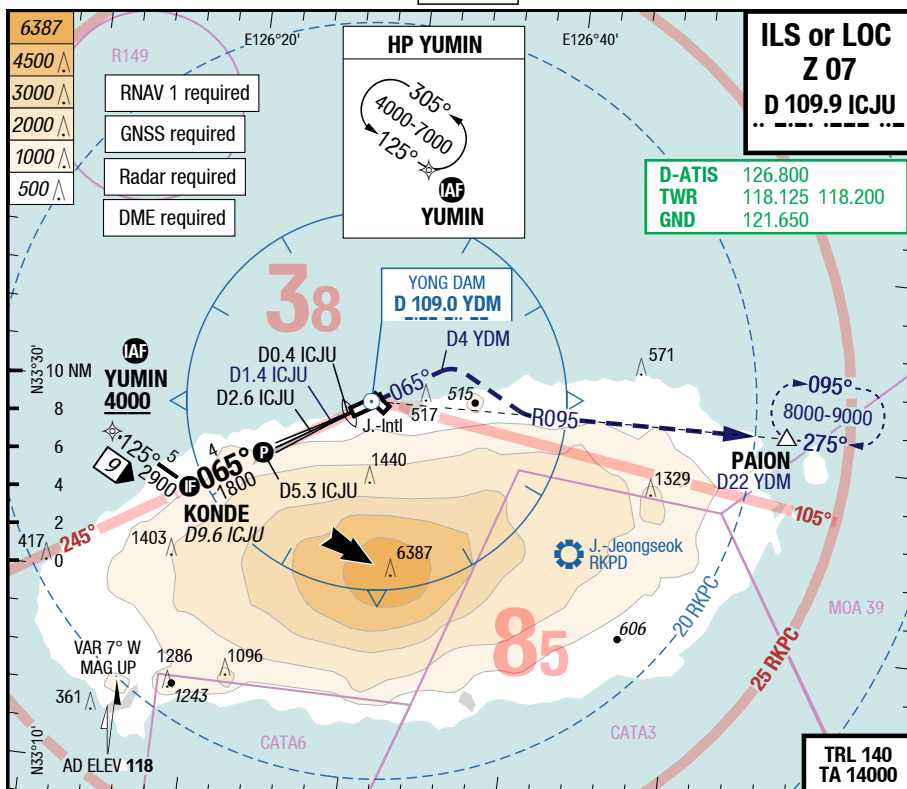 6387
4500
3000
2000
1000
500
R149
RNAV 1 required
GNSS required
Radar required
DME required
E126°20'
HP YUMIN
305°
4000-7000
125°
IAF
YUMIN
E126°40'
ILS or LOC
Z 07
D 109.9 ICJU
D-ATIS 126.800
TWR 118.125 118.200
GND 121.650
YONG DAM
D 109.0 YDM
38
D4 YDM
D0.4 ICJU
D1.4 ICJU
D2.6 ICJU
065°
571
N33°30'
10 NM
8
6
4
2
0
IAF
YUMIN
4000
125°
5
2900
9
IF
065°
4
1800
P
D5.3 ICJU
KONDE
D9.6 ICJU
J.-Intl
517
515
R095
095°
8000-9000
275°
PAION
D22 YDM
1440
1329
105°
245°
417
1403
6387
J.-Jeongseok
RKPD
MOA 39
20 RKPC
25 RKPC
606
85
VAR 7° W
MAG UP
1286
1096
1243
361
N33°10'
AD ELEV 118
CATA6
CATA3
TRL 140
TA 14000